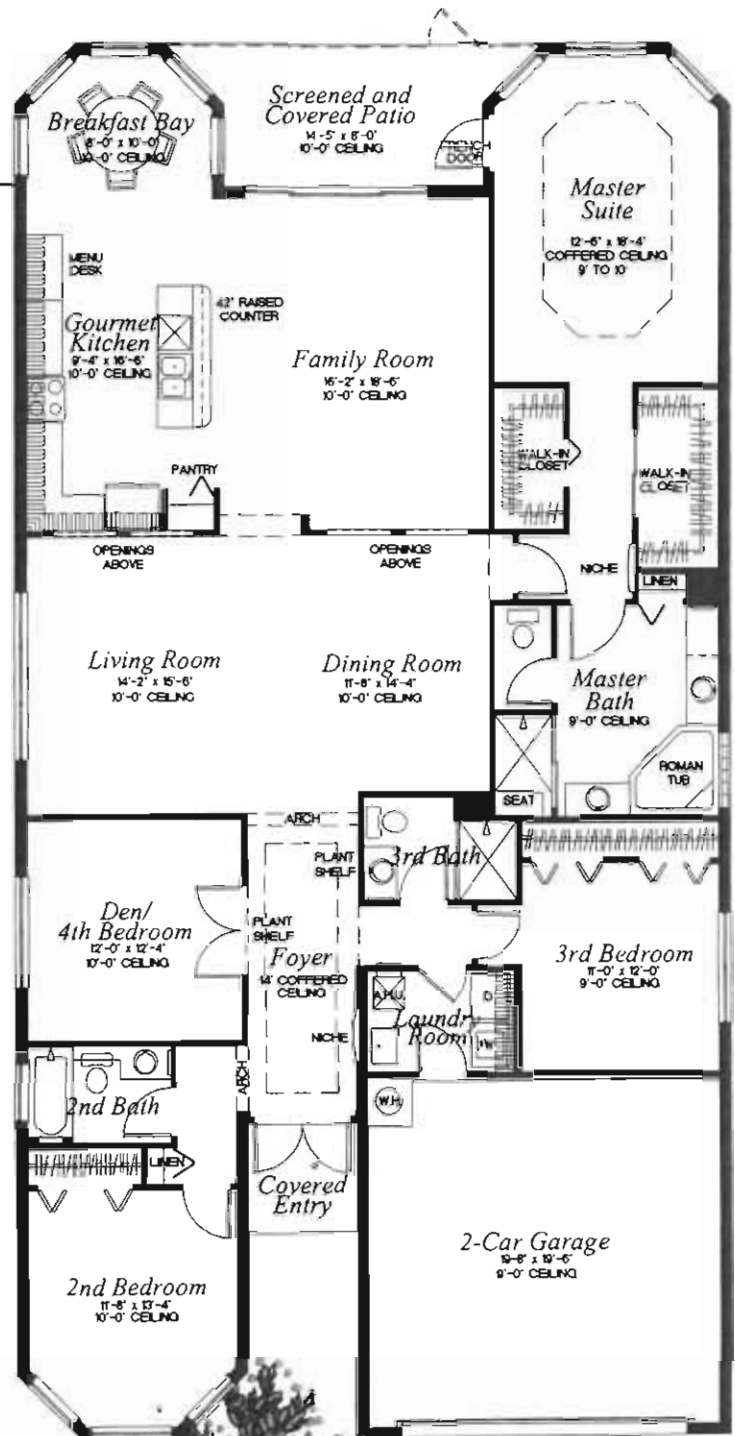 Breakfast Bay
8'-0" x 10'-0"
10'-0" CEILING
Screened and
Covered Patio
14'-5" x 8'-0"
10'-0" CEILING
DOOR
Master
Suite
12'-6" x 18'-4"
COFFERED CEILING
9' TO 10'
MENU
DESK
42" RAISED
COUNTER
Gourmet
Kitchen
9'-4" x 16'-6"
10'-0" CEILING
Family Room
16'-2" x 18'-6"
10'-0" CEILING
PANTRY
WALK-IN
CLOSET
WALK-IN
CLOSET
OPENINGS
ABOVE
OPENINGS
ABOVE
NICHE
LINEN
Living Room
14'-2" x 15'-6"
10'-0" CEILING
Dining Room
11'-8" x 14'-4"
10'-0" CEILING
Master
Bath
9'-0" CEILING
ROMAN
TUB
SEAT
ARCH
PLANT
SHELF
3rd Bath
Den/
4th Bedroom
12'-0" x 12'-4"
10'-0" CEILING
PLANT
SHELF
Foyer
14' COFFERED
CEILING
3rd Bedroom
11'-0" x 12'-0"
9'-0" CEILING
A.H.U.
D
Laundry
Room
W
NICHE
ARCH
2nd Bath
W.H.
LINEN
Covered
Entry
2-Car Garage
19'-8" x 19'-6"
9'-0" CEILING
2nd Bedroom
11'-8" x 13'-4"
10'-0" CEILING